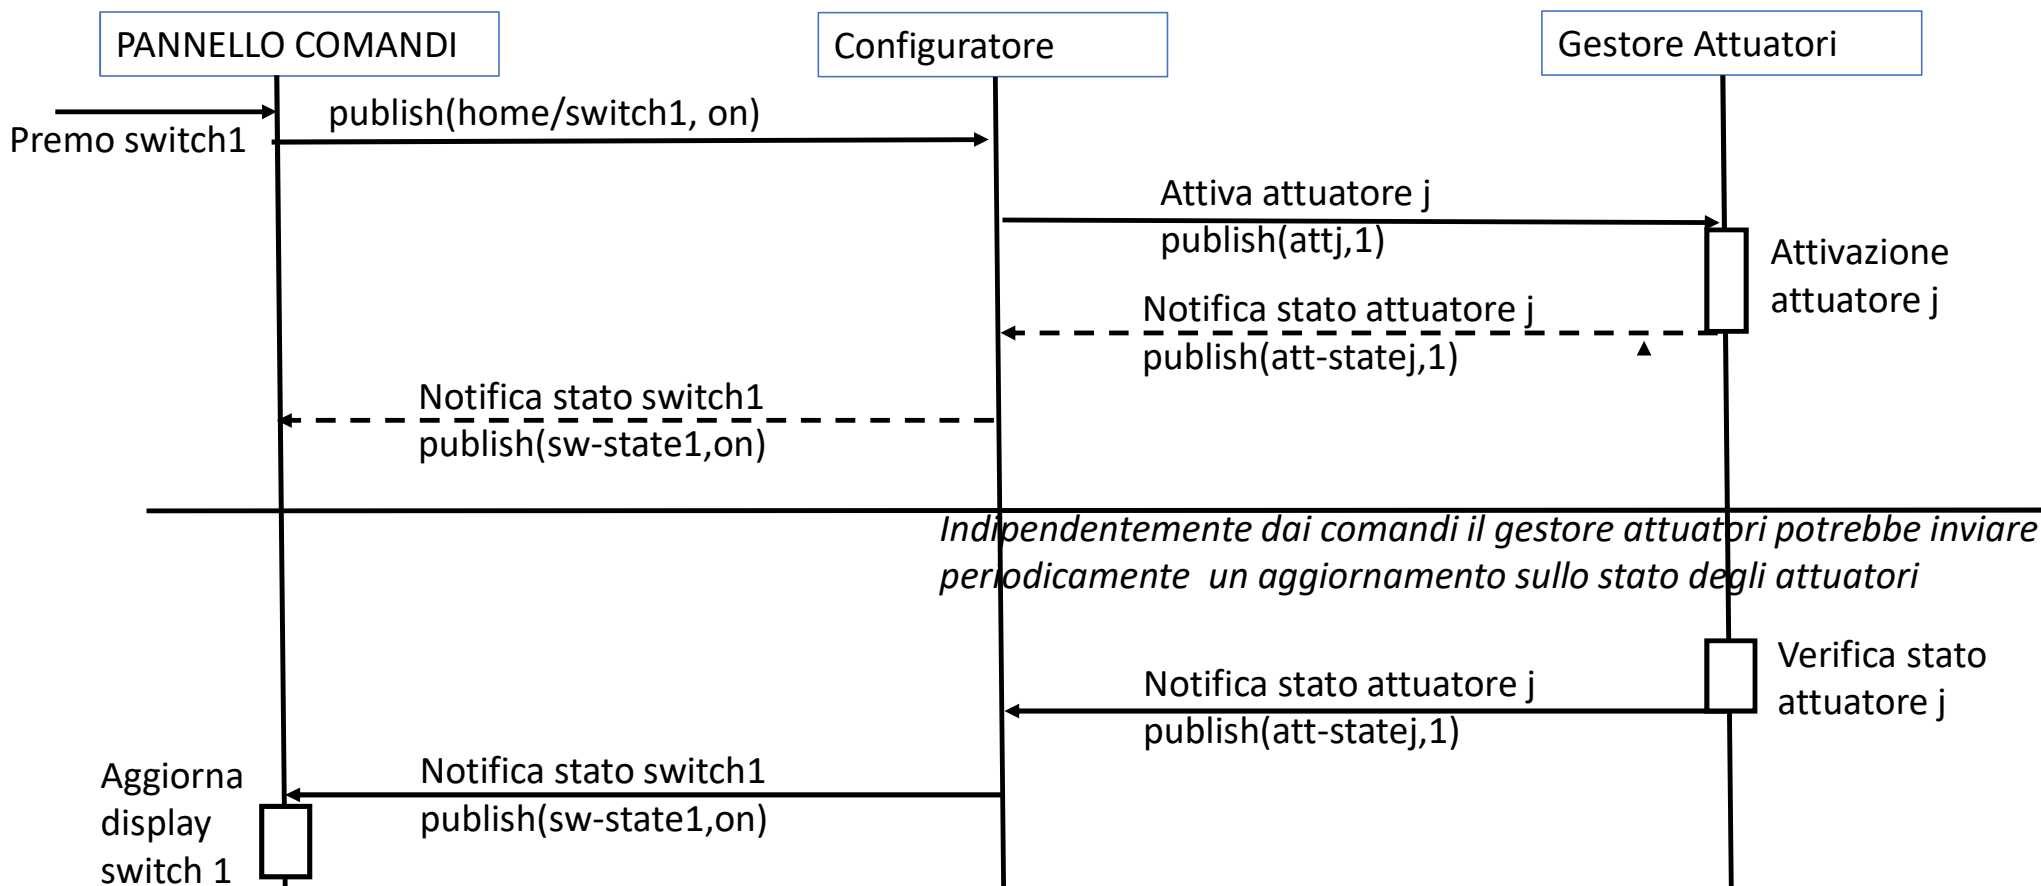 PANNELLO COMANDI
Configuratore
Gestore Attuatori
publish(home/switch1, on)
Premo switch1
Attiva attuatore j
publish(attj,1)
Attivazione
attuatore j
Notifica stato attuatore j
publish(att-statej,1)
Notifica stato switch1
publish(sw-state1,on)
Indipendentemente dai comandi il gestore attuatori potrebbe inviare
periodicamente un aggiornamento sullo stato degli attuatori
Verifica stato
attuatore j
Notifica stato attuatore j
publish(att-statej,1)
Notifica stato switch1
publish(sw-state1,on)
Aggiorna
display
switch 1